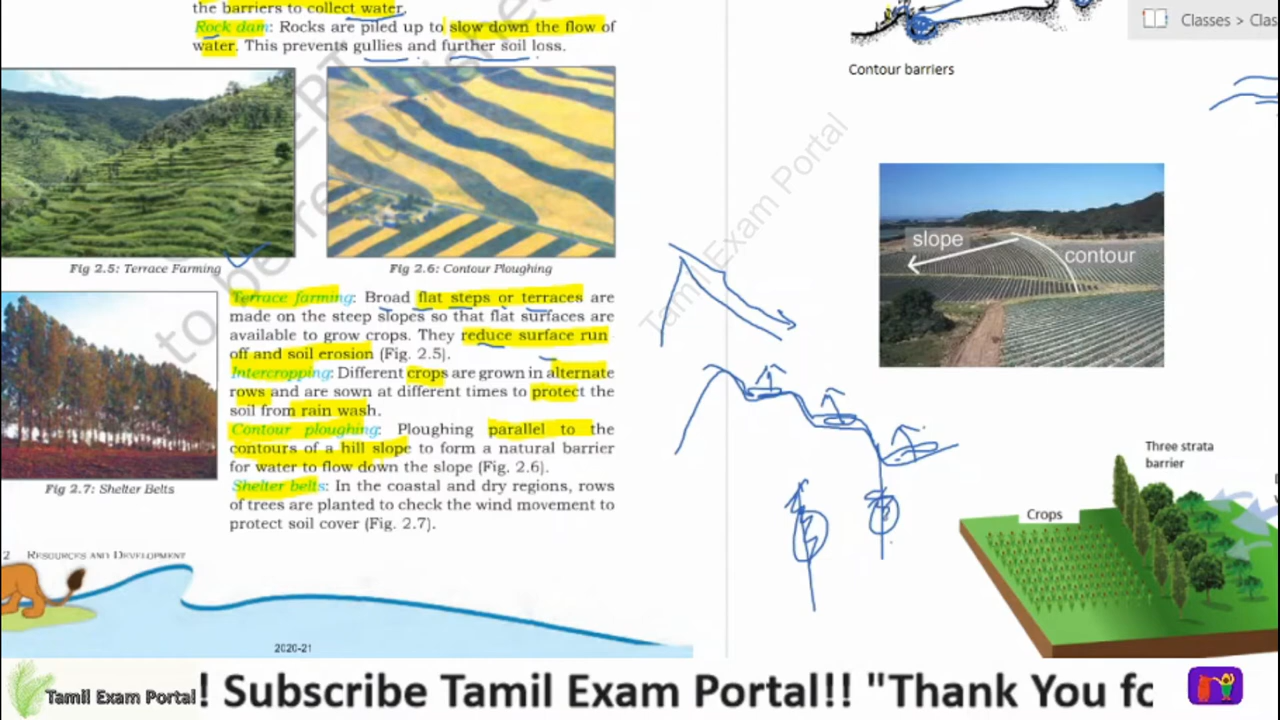 the barriers to collect water.
Rock dam: Rocks are piled up to slow down the flow of
water. This prevents gullies and further soil loss.
Fig 2.5: Terrace Farming
Fig 2.6: Contour Ploughing
Terrace farming: Broad flat steps or terraces are
made on the steep slopes so that flat surfaces are
available to grow crops. They reduce surface run
off and soil erosion (Fig. 2.5).
Intercropping: Different crops are grown in alternate
rows and are sown at different times to protect the
soil from rain wash.
Contour ploughing: Ploughing parallel to the
contours of a hill slope to form a natural barrier
for water to flow down the slope (Fig. 2.6).
Shelter belts: In the coastal and dry regions, rows
of trees are planted to check the wind movement to
protect soil cover (Fig. 2.7).
Fig 2.7: Shelter Belts
2 RESOURCES AND DEVELOPMENT
2020-21
to be republished
Tamil Exam Portal
Classes > Clas
Contour barriers
slope
contour
Three strata
barrier
Crops
Tamil Exam Portal
! Subscribe Tamil Exam Portal!! "Thank You fo